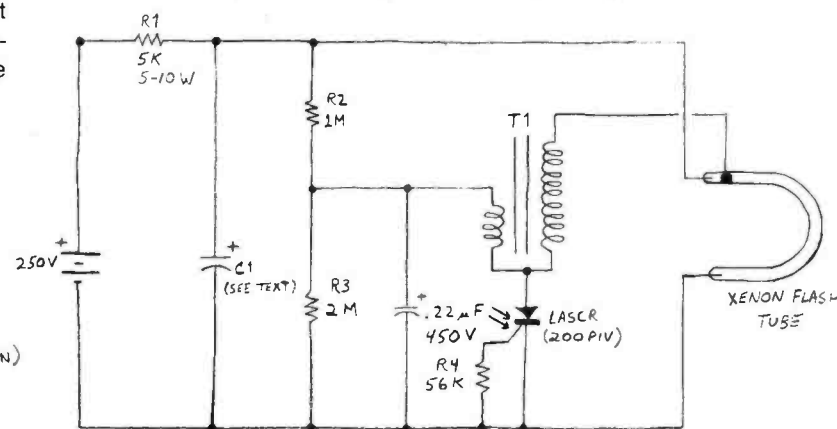 t
e
R1
5K
5-10W
R2
1M
T1
+
250V
+
C1
(SEE TEXT)
R3
2M
+
.22µF
450V
LASCR
(200PIV)
R4
56K
XENON FLASH
TUBE
N)